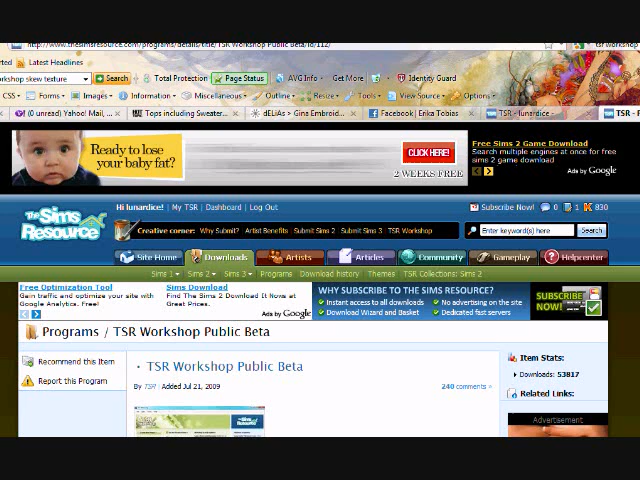 http://www.thesimsresource.com/programs/details/title/TSR Workshop Public Beta/id/112/
tsr workshop
Latest Headlines
rkshop skew texture Search Total Protection Page Status AVG Info Get More Identity Guard
CSS Forms Images Information Miscellaneous Outline Resize Tools View Source Options
(0 unread) Yahoo! Mail, ... Tops including Sweater... dELiAs > Gina Embroid... Facebook | Erika Tobias TSR - lunardice - TSR - P
Ready to lose
your baby fat?
CLICK HERE!
2 WEEKS FREE
Free Sims 2 Game Download
Search multiple engines at once for free
sims 2 game download
Ads by Google
The Sims
Resource
Hi lunardice! | My TSR | Dashboard | Log Out
Subscribe Now! 0 1 830
Creative corner: Why Submit? Artist Benefits Submit Sims 2 Submit Sims 3 TSR Workshop
Enter keyword(s) here Search
Site Home Downloads Artists Articles Community Gameplay Helpcenter
Sims 1 Sims 2 Sims 3 Programs Download history Themes TSR Collections: Sims 2
Free Optimization Tool
Gain traffic and optimize your site with
Google Analytics. Free!
Sims Download
Find The Sims 2 Download It Now at
Great Prices.
Ads by Google
WHY SUBSCRIBE TO THE SIMS RESOURCE?
Instant access to all downloads No advertising on the site
Download Wizard and Basket Dedicated fast servers
SUBSCRIBE
NOW!
Programs / TSR Workshop Public Beta
Recommend this Item
Report this Program
TSR Workshop Public Beta
By TSR Added Jul 21, 2009
240 comments »
Item Stats:
Downloads: 53817
Related Links:
Advertisement